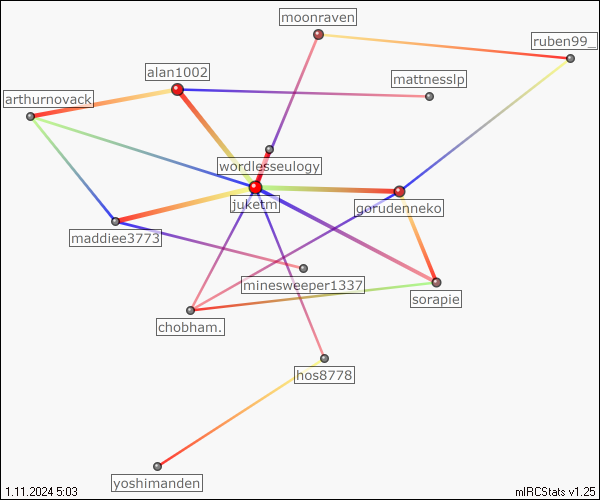 moonraven
ruben99_
alan1002
mattnesslp
arthurnovack
wordlesseulogy
juketm
gorudenneko
maddiee3773
minesweeper1337
sorapie
chobham.
hos8778
yoshimanden
1.11.2024 5:03
mIRCStats v1.25